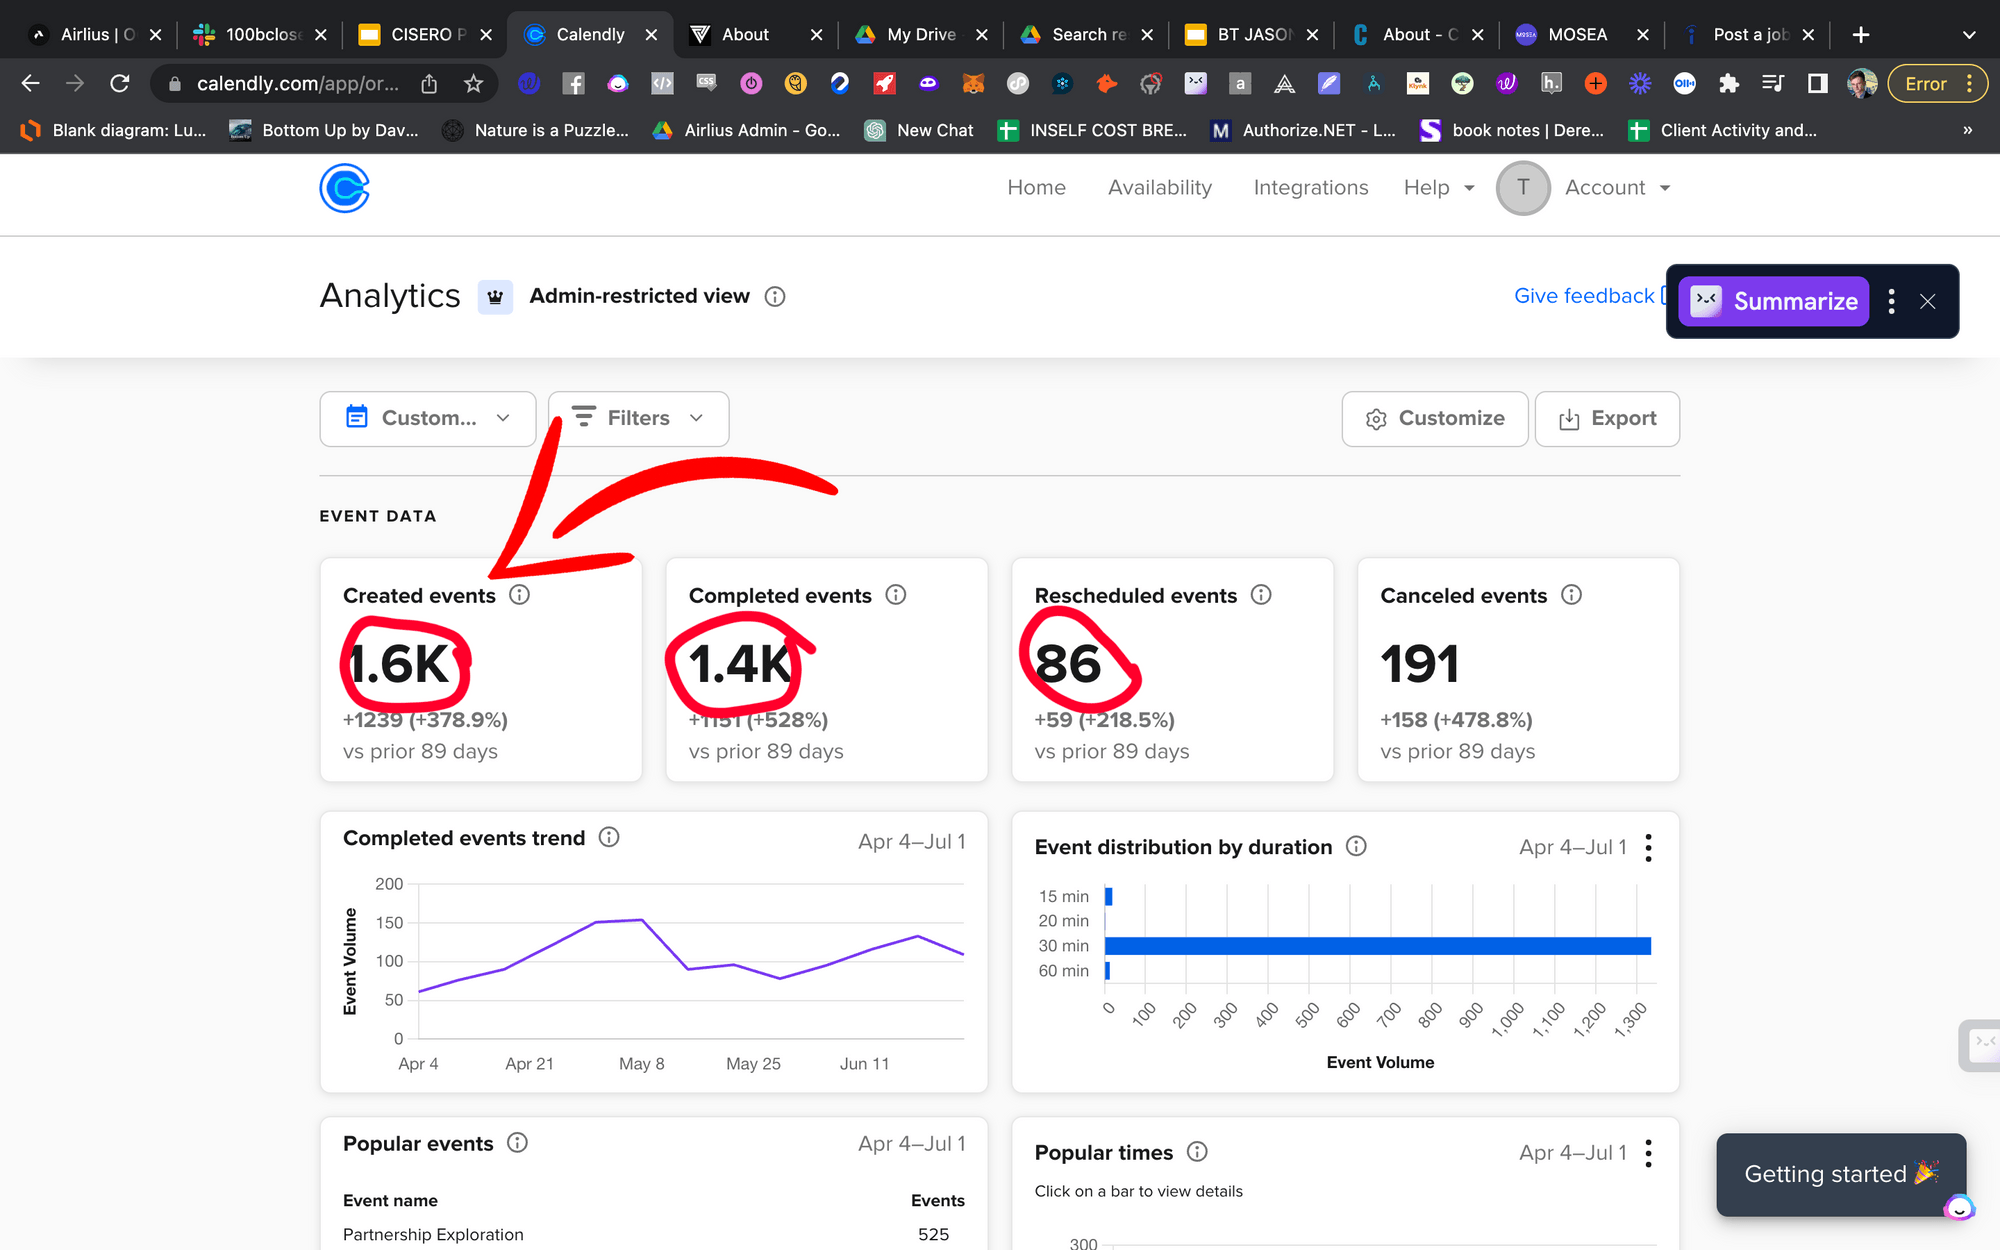 Airlius | O
100bclose
CISERO P
Calendly
About
My Drive
Search re
BT JASON
About - C
MOSEA
Post a job
calendly.com/app/or...
Error
Blank diagram: Lu...
Bottom Up by Dav...
Nature is a Puzzle...
Airlius Admin - Go...
New Chat
INSELF COST BRE...
Authorize.NET - L...
book notes | Dere...
Client Activity and...
»
Home
Availability
Integrations
Help
T
Account
Analytics
Admin-restricted view
Give feedback
Summarize
Custom...
Filters
Customize
Export
EVENT DATA
Created events
1.6K
+1239 (+378.9%)
vs prior 89 days
Completed events
1.4K
+1151 (+528%)
vs prior 89 days
Rescheduled events
86
+59 (+218.5%)
vs prior 89 days
Canceled events
191
+158 (+478.8%)
vs prior 89 days
Completed events trend
Apr 4–Jul 1
Event Volume
200
150
100
50
0
Apr 4
Apr 21
May 8
May 25
Jun 11
Event distribution by duration
Apr 4–Jul 1
15 min
20 min
30 min
60 min
0
100
200
300
400
500
600
700
800
900
1,000
1,100
1,200
1,300
Event Volume
Popular events
Apr 4–Jul 1
Event name
Events
Partnership Exploration
525
Popular times
Apr 4–Jul 1
Click on a bar to view details
300
Getting started 🎉